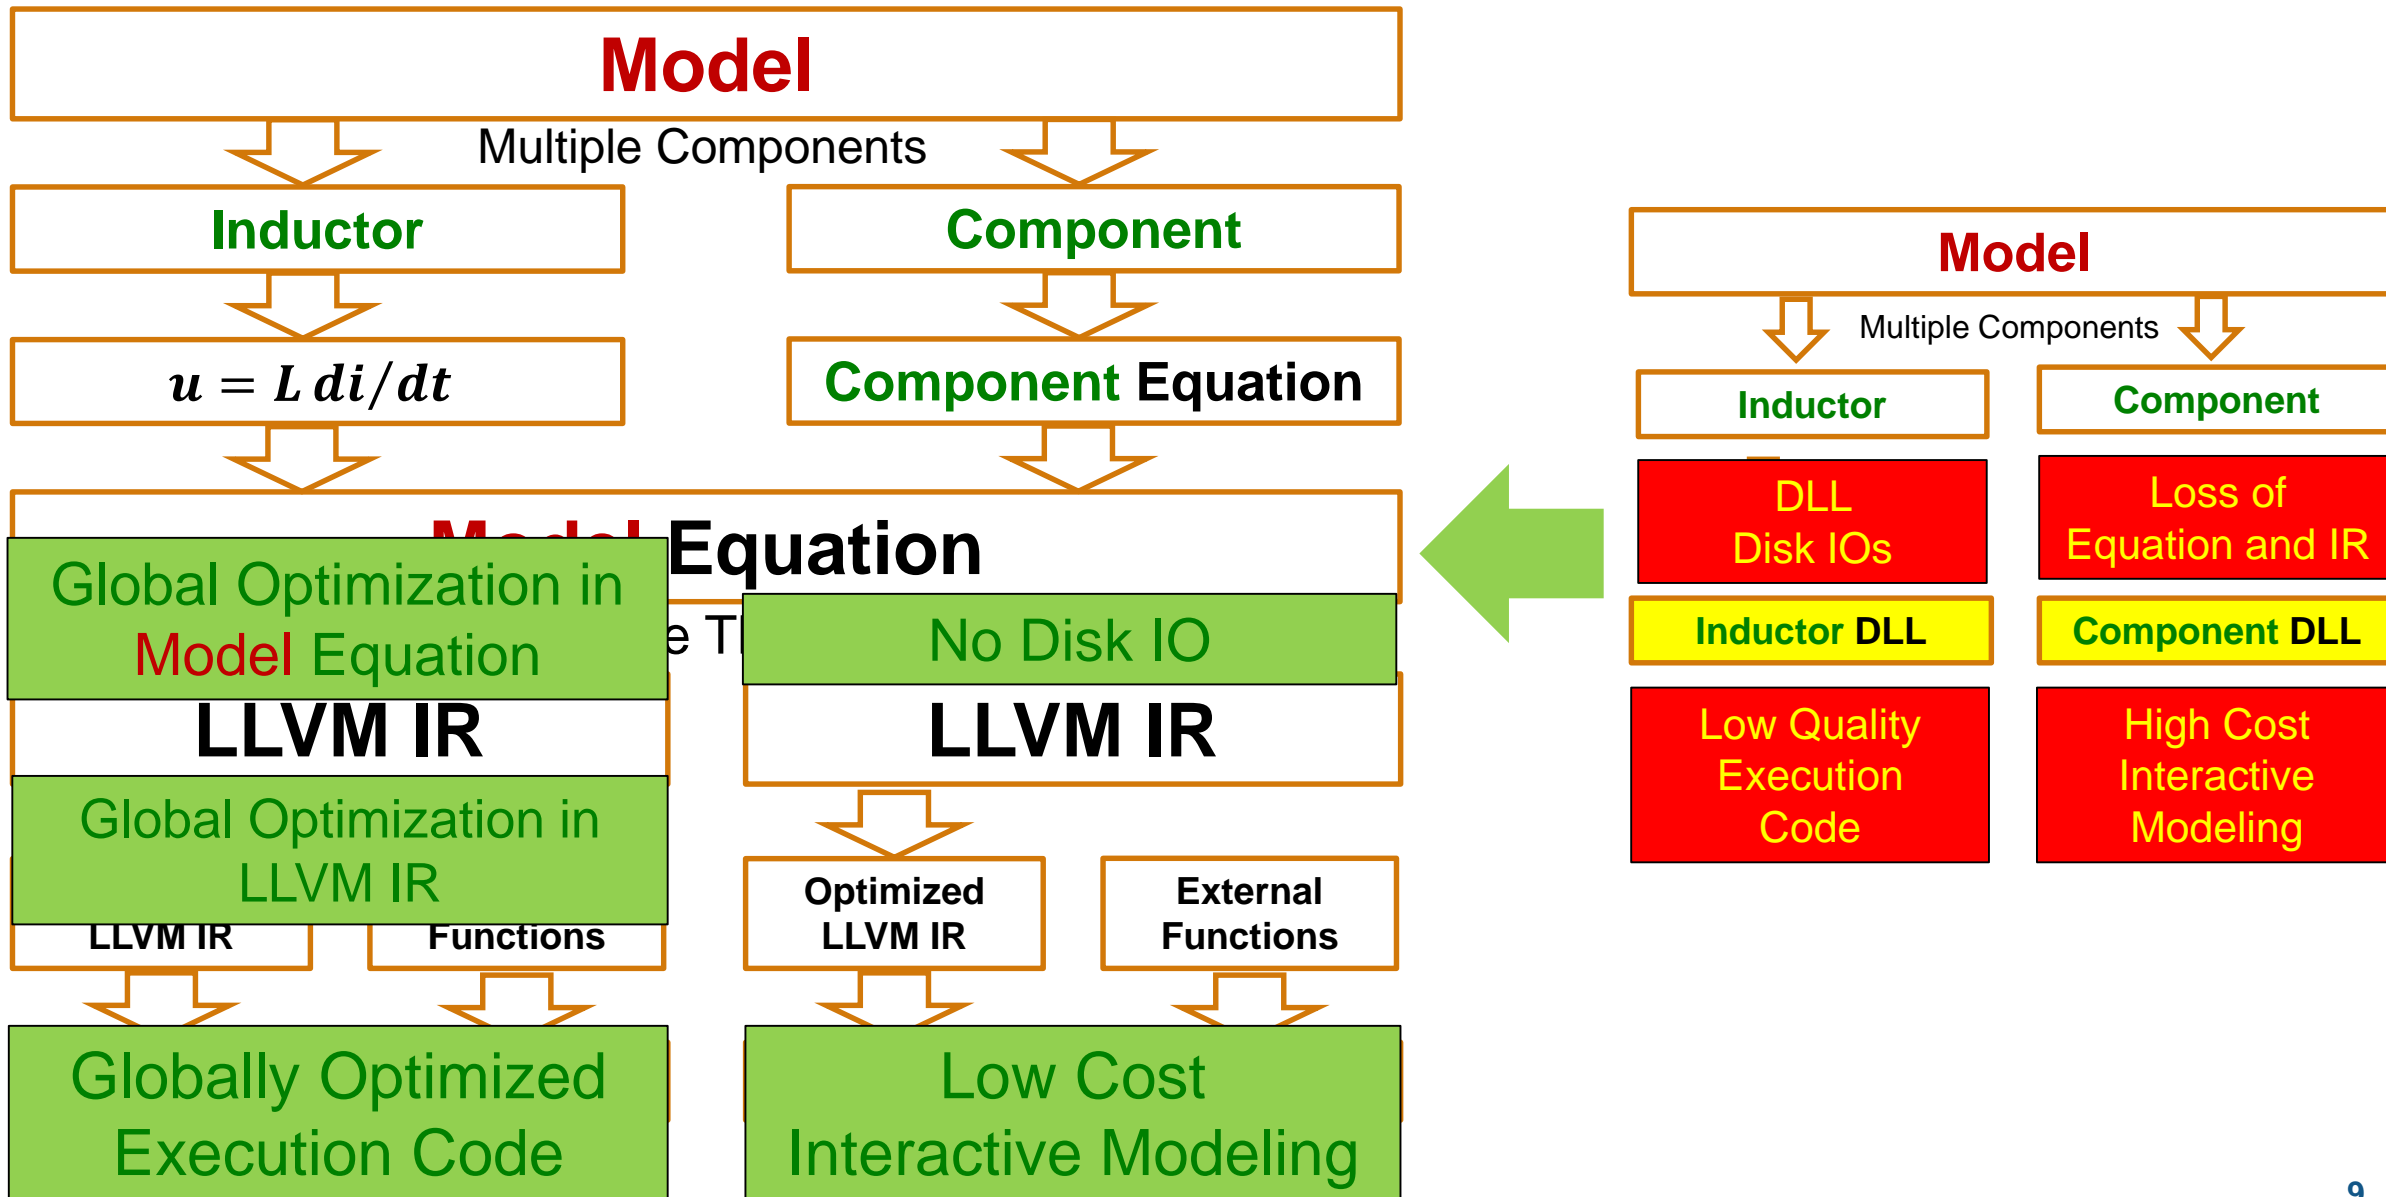 Model
Multiple Components
Inductor
Component
u = L di/dt
Component Equation
Equation
Global Optimization in
Model Equation
No Disk IO
LLVM IR
LLVM IR
Global Optimization in
LLVM IR
LLVM IR
Functions
Optimized
LLVM IR
External
Functions
Globally Optimized
Execution Code
Low Cost
Interactive Modeling
Model
Multiple Components
Inductor
Component
DLL
Disk IOs
Loss of
Equation and IR
Inductor DLL
Component DLL
Low Quality
Execution
Code
High Cost
Interactive
Modeling
9